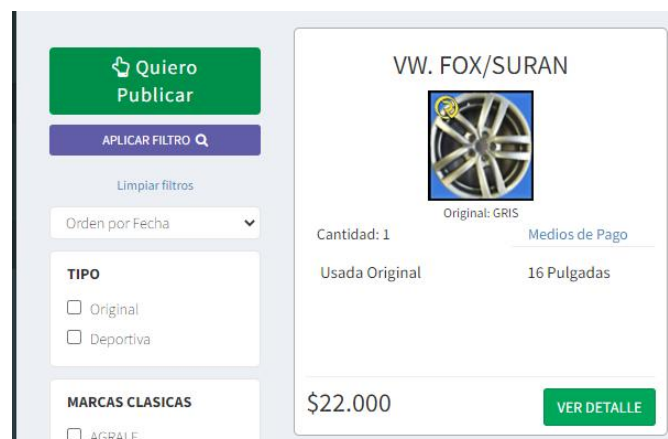 Quiero
Publicar
APLICAR FILTRO
Limpiar filtros
Orden por Fecha
TIPO
Original
Deportiva
MARCAS CLASICAS
AGRALE
VW. FOX/SURAN
Original: GRIS
Cantidad: 1
Medios de Pago
Usada Original
16 Pulgadas
$22.000
VER DETALLE